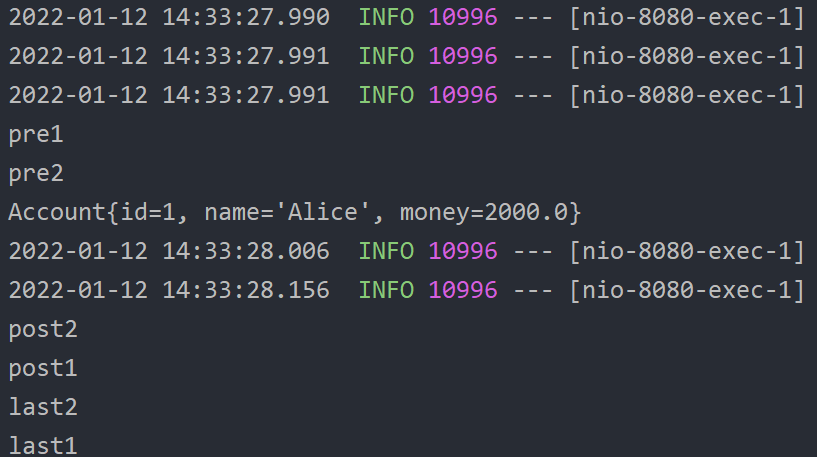 2022-01-12 14:33:27.990  INFO 10996 --- [nio-8080-exec-1]
2022-01-12 14:33:27.991  INFO 10996 --- [nio-8080-exec-1]
2022-01-12 14:33:27.991  INFO 10996 --- [nio-8080-exec-1]
pre1
pre2
Account{id=1, name='Alice', money=2000.0}
2022-01-12 14:33:28.006  INFO 10996 --- [nio-8080-exec-1]
2022-01-12 14:33:28.156  INFO 10996 --- [nio-8080-exec-1]
post2
post1
last2
last1